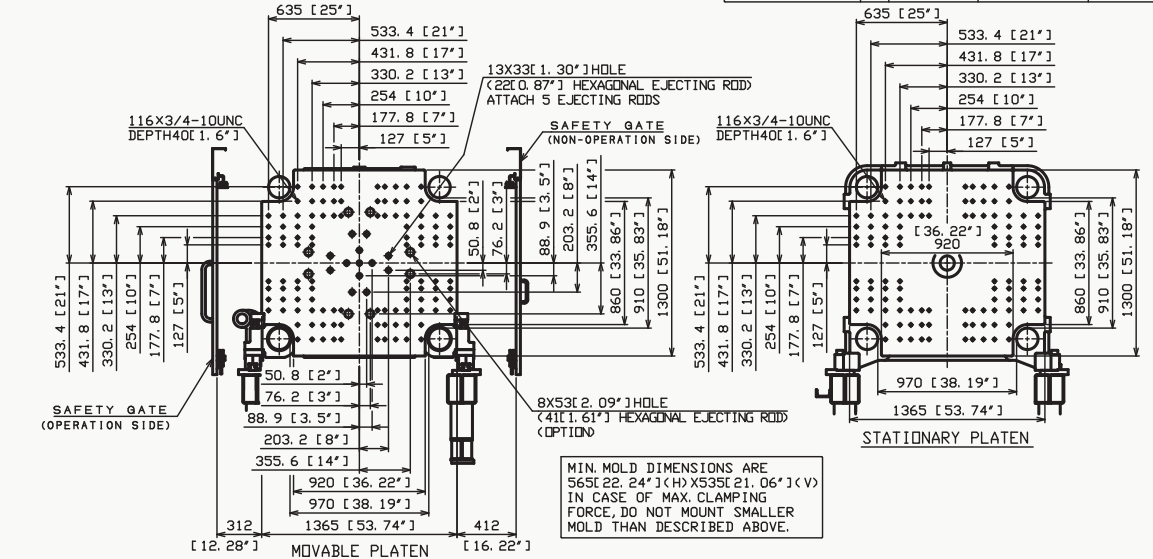 635 [25"]
533.4 [21"]
431.8 [17"]
330.2 [13"]
254 [10"]
177.8 [7"]
127 [5"]
116×3/4-10UNC
DEPTH40[1.6"]
13X33[1.30"]HOLE
(22[0.87"] HEXAGONAL EJECTING ROD)
ATTACH 5 EJECTING RODS
SAFETY GATE
(NON-OPERATION SIDE)
533.4 [21"]
431.8 [17"]
330.2 [13"]
254 [10"]
177.8 [7"]
127 [5"]
50.8 [2"]
76.2 [3"]
88.9 [3.5"]
203.2 [8"]
355.6 [14"]
860 [33.86"]
910 [35.83"]
1300 [51.18"]
SAFETY GATE
(OPERATION SIDE)
50.8 [2"]
76.2 [3"]
88.9 [3.5"]
203.2 [8"]
355.6 [14"]
920 [36.22"]
970 [38.19"]
312
[12.28"]
1365 [53.74"]
412
[16.22"]
MOVABLE PLATEN
8X53[2.09"]HOLE
(41[1.61"] HEXAGONAL EJECTING ROD)
(OPTION)
MIN. MOLD DIMENSIONS ARE
565[22.24"](H)X535[21.06"](V)
IN CASE OF MAX. CLAMPING
FORCE, DO NOT MOUNT SMALLER
MOLD THAN DESCRIBED ABOVE.
635 [25"]
533.4 [21"]
431.8 [17"]
330.2 [13"]
254 [10"]
177.8 [7"]
127 [5"]
116×3/4-10UNC
DEPTH40[1.6"]
[36.22"]
920
533.4 [21"]
431.8 [17"]
330.2 [13"]
254 [10"]
177.8 [7"]
127 [5"]
860 [33.86"]
910 [35.83"]
1300 [51.18"]
970 [38.19"]
1365 [53.74"]
STATIONARY PLATEN